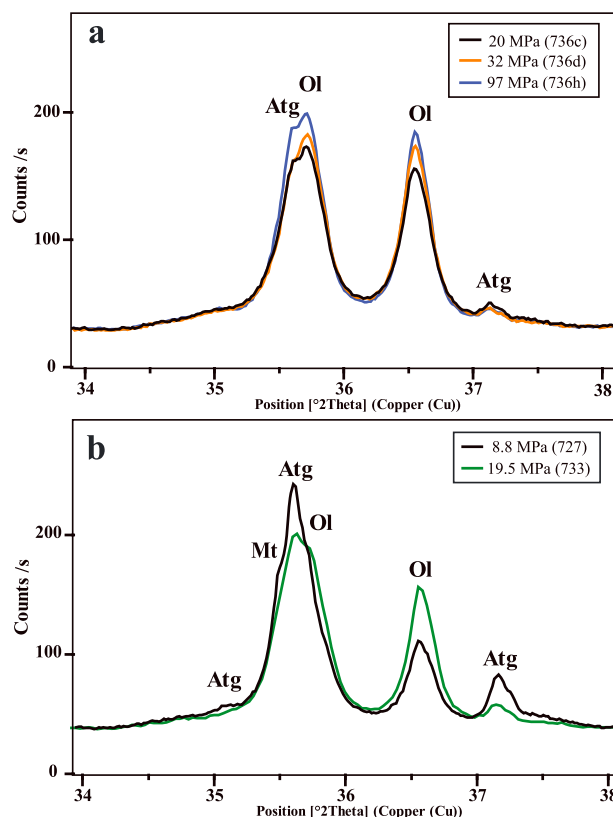 a
20 MPa (736c)
32 MPa (736d)
97 MPa (736h)
Ol
Atg
Ol
Atg
Counts /s
200
100
0
34
35
36
37
38
Position [°2Theta] (Copper (Cu))
b
8.8 MPa (727)
19.5 MPa (733)
Atg
Ol
Mt
Ol
Atg
Atg
Counts /s
200
100
0
34
35
36
37
38
Position [°2Theta] (Copper (Cu))